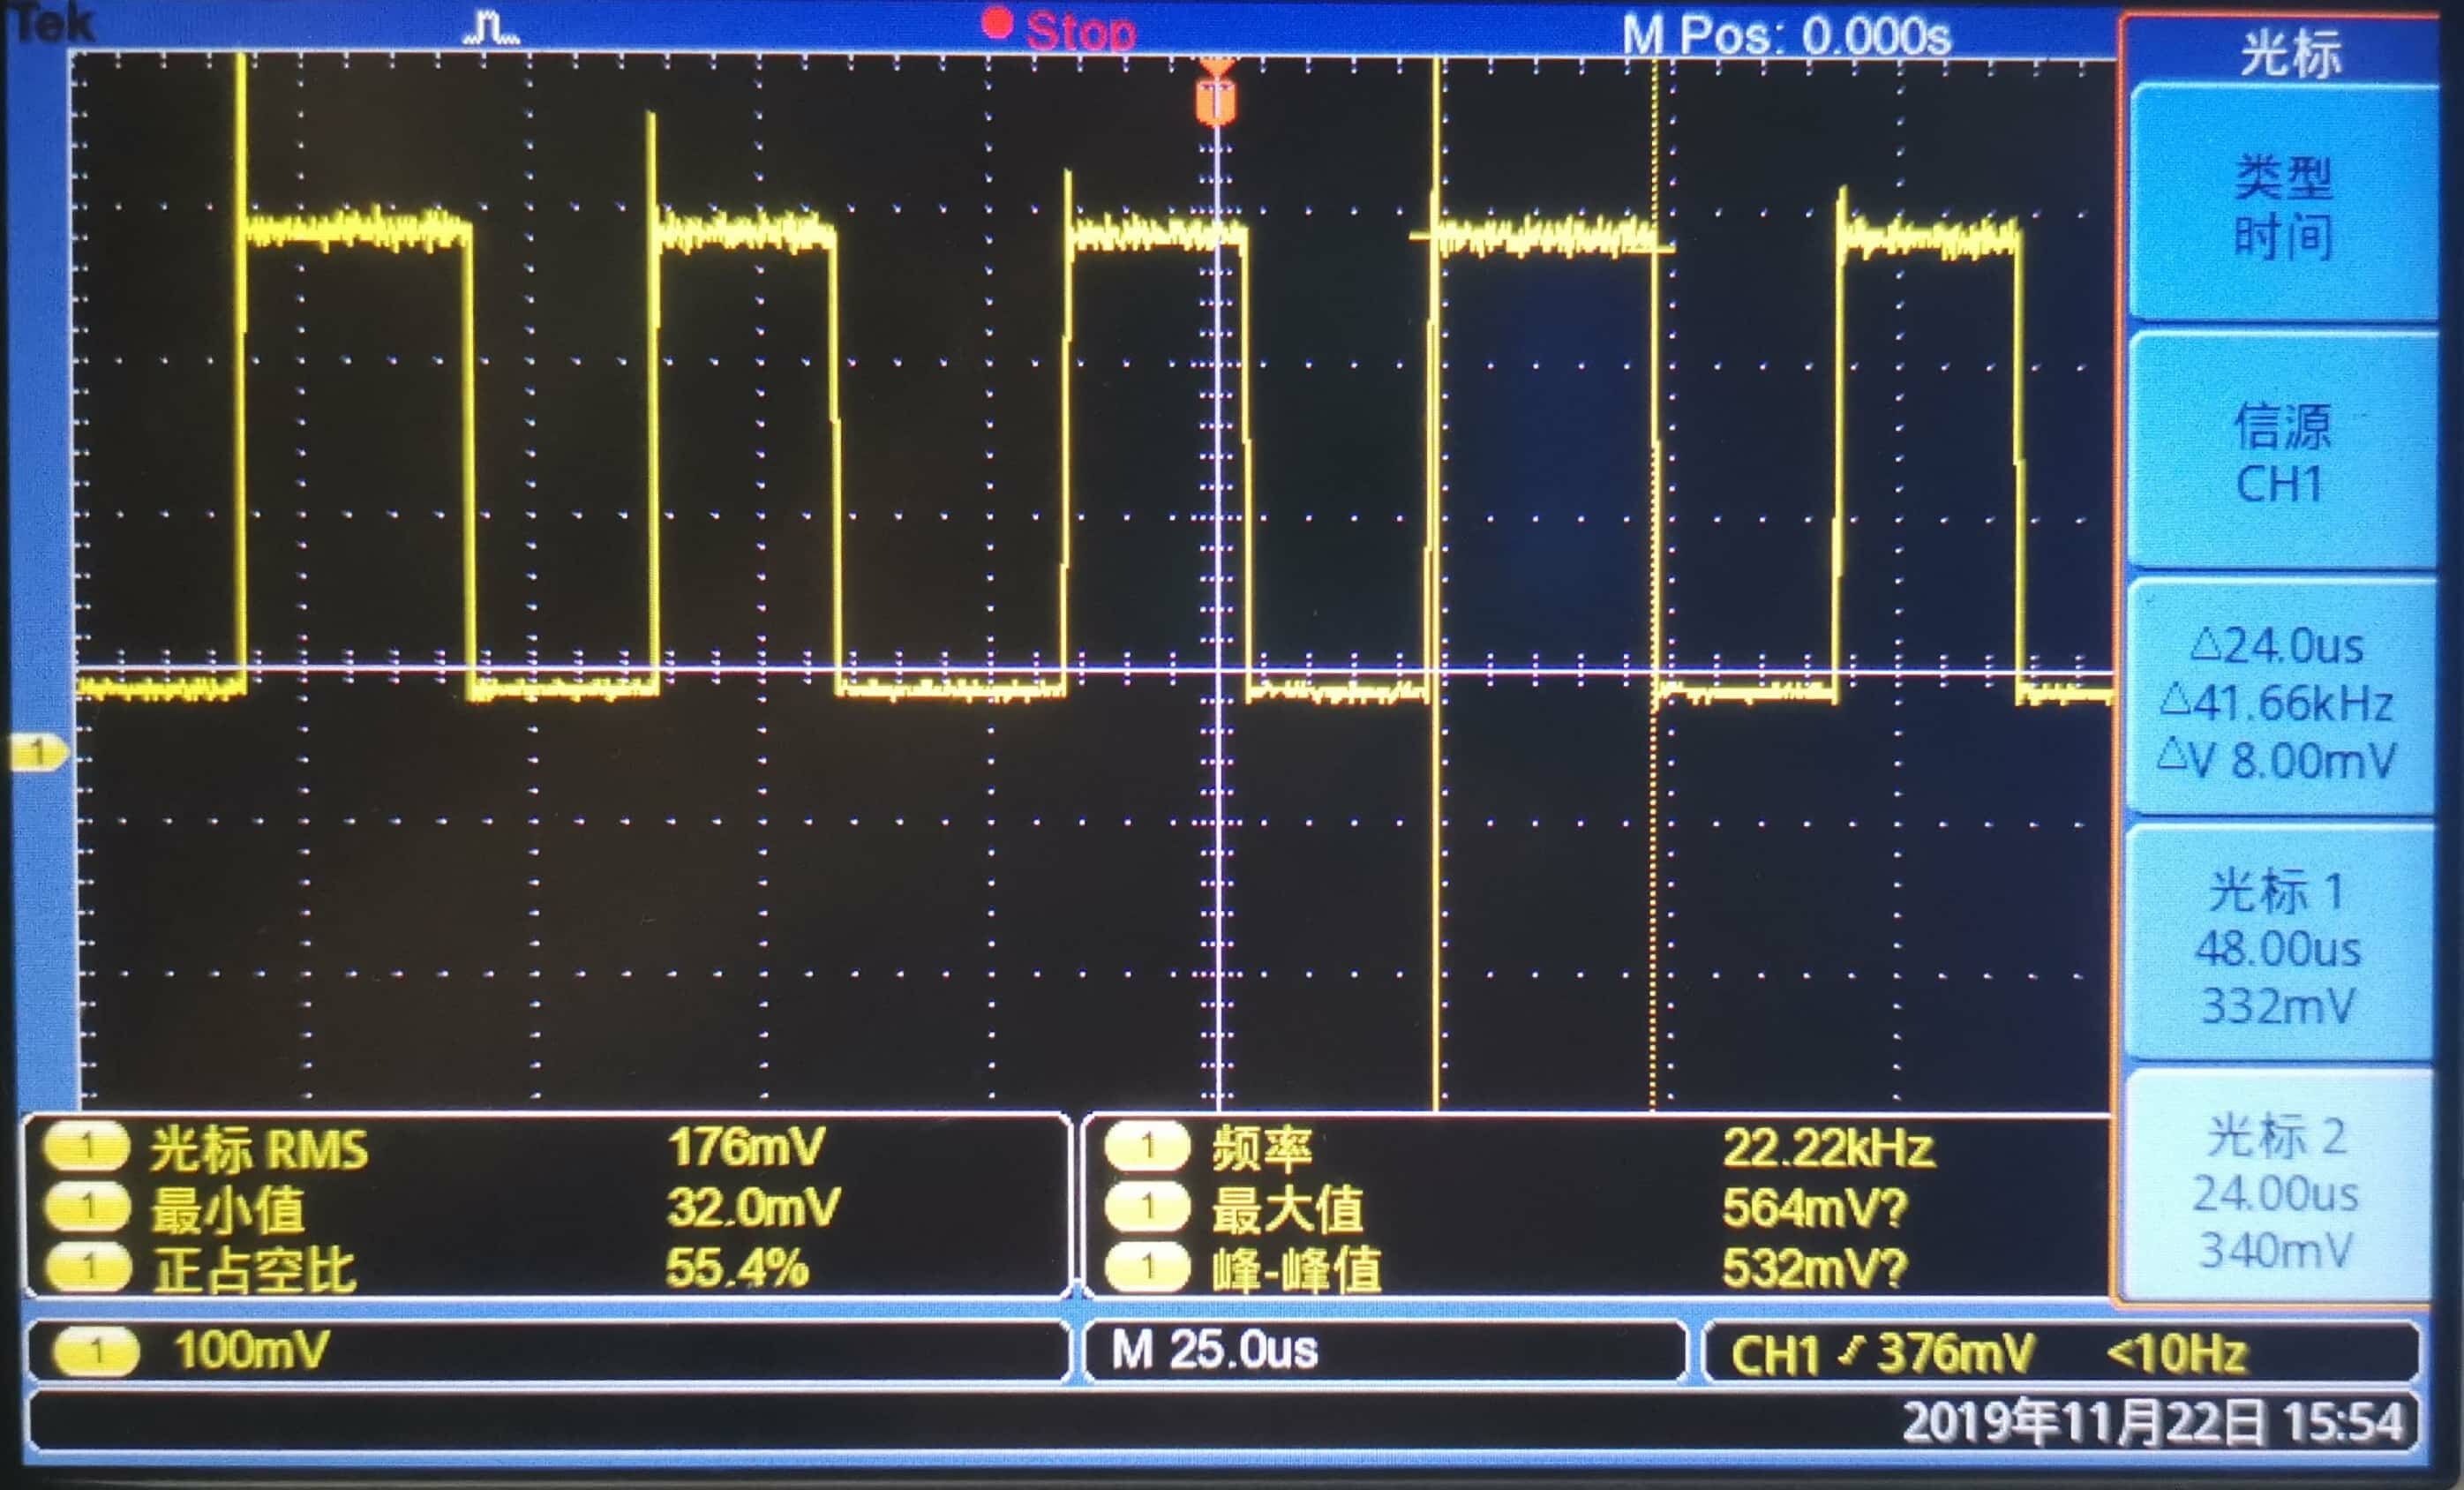 Tek
Stop
M Pos: 0.000s
光标
类型
时间
信源
CH1
△24.0us
△41.66kHz
△V 8.00mV
光标 1
48.00us
332mV
光标 2
24.00us
340mV
T
1
1 光标 RMS 176mV
1 最小值 32.0mV
1 正占空比 55.4%
1 频率 22.22kHz
1 最大值 564mV?
1 峰-峰值 532mV?
1 100mV
M 25.0us
CH1 376mV <10Hz
2019年11月22日 15:54